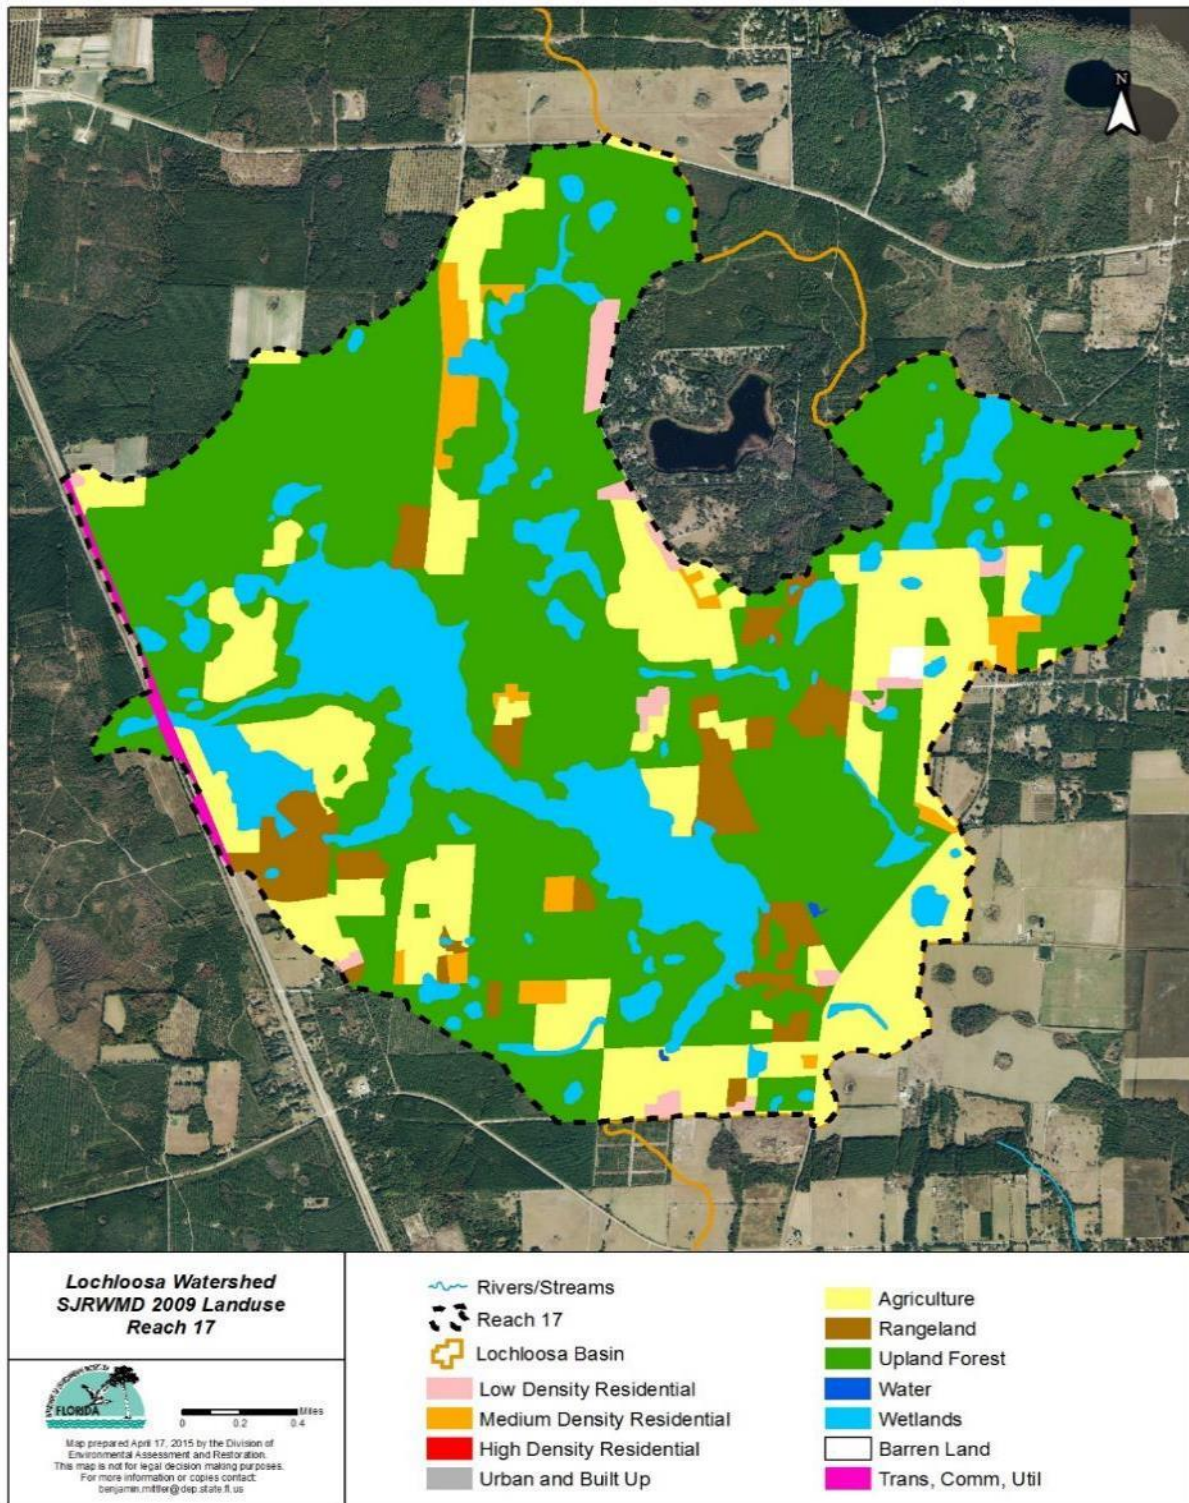 N
Lochloosa Watershed
SJRWMD 2009 Landuse
Reach 17
FLORIDA
Miles
0 0.2 0.4
Map prepared April 17, 2015 by the Division of
Environmental Assessment and Restoration.
This map is not for legal decision making purposes.
For more information or copies contact:
benjamin.mittler@dep.state.fl.us
Rivers/Streams
Reach 17
Lochloosa Basin
Low Density Residential
Medium Density Residential
High Density Residential
Urban and Built Up
Agriculture
Rangeland
Upland Forest
Water
Wetlands
Barren Land
Trans, Comm, Util